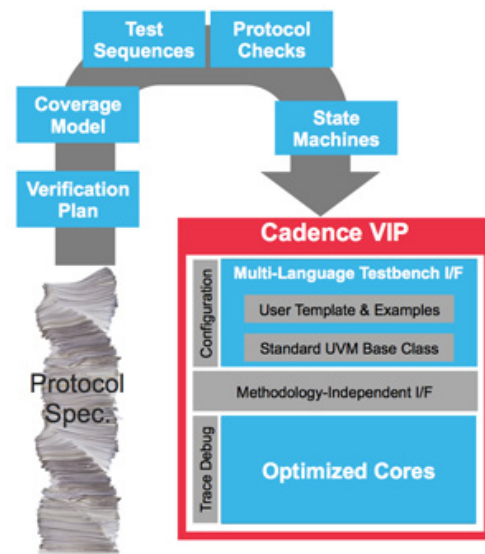 Test
Sequences
Protocol
Checks
Coverage
Model
State
Machines
Verification
Plan
Protocol
Spec.
Cadence VIP
Configuration
Multi-Language Testbench I/F
User Template & Examples
Standard UVM Base Class
Methodology-Independent I/F
Trace Debug
Optimized Cores